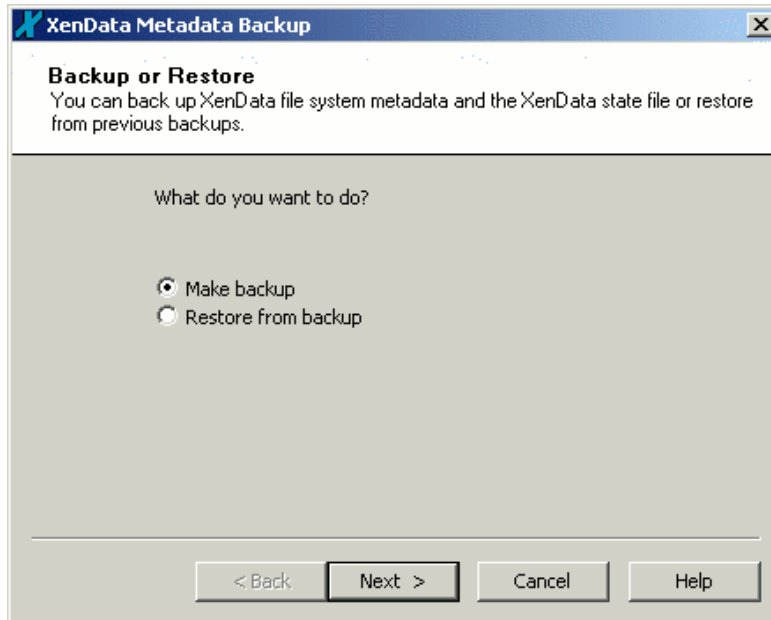 XenData Metadata Backup
Backup or Restore
You can back up XenData file system metadata and the XenData state file or restore
from previous backups.
What do you want to do?
Make backup
Restore from backup
< Back
Next >
Cancel
Help